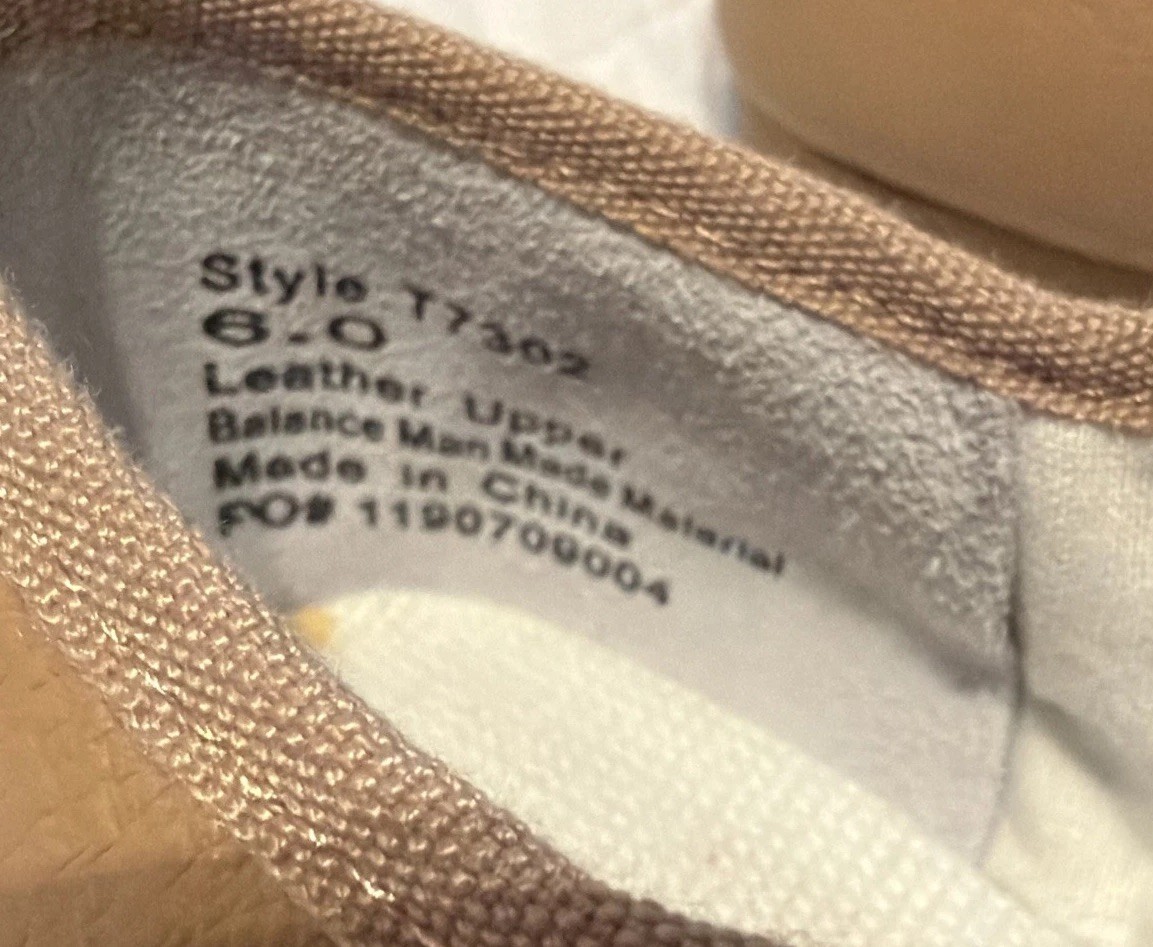 Style T7302
6.0
Leather Upper
Balance Man Made Material
Made in China
PO# 1190709004